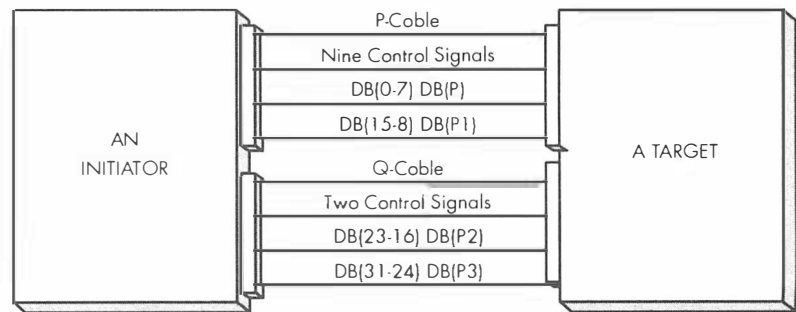 AN
INITIATOR
P-Coble
Nine Control Signals
DB(0-7) DB(P)
DB(15-8) DB(P1)
Q-Coble
Two Control Signals
DB(23-16) DB(P2)
DB(31-24) DB(P3)
A TARGET